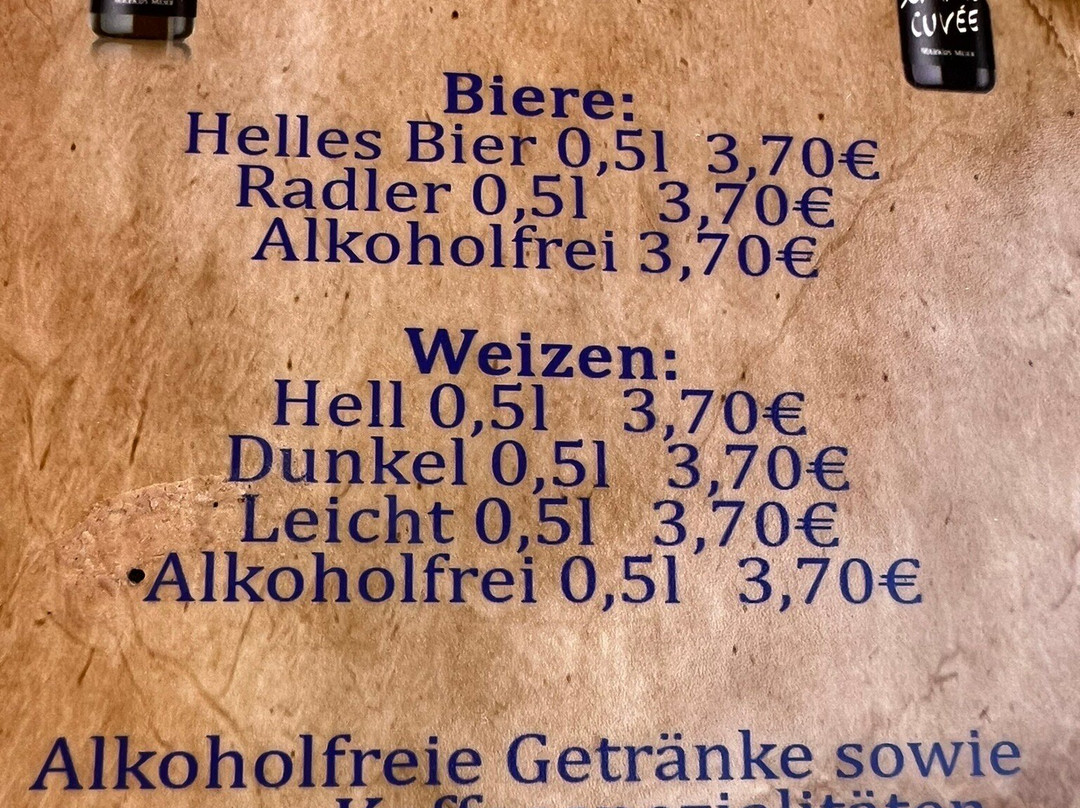 CUVÉE
Biere:
Helles Bier 0,5l 3,70€
Radler 0,5l 3,70€
Alkoholfrei 3,70€
Weizen:
Hell 0,5l 3,70€
Dunkel 0,5l 3,70€
Leicht 0,5l 3,70€
Alkoholfrei 0,5l 3,70€
Alkoholfreie Getränke sowie